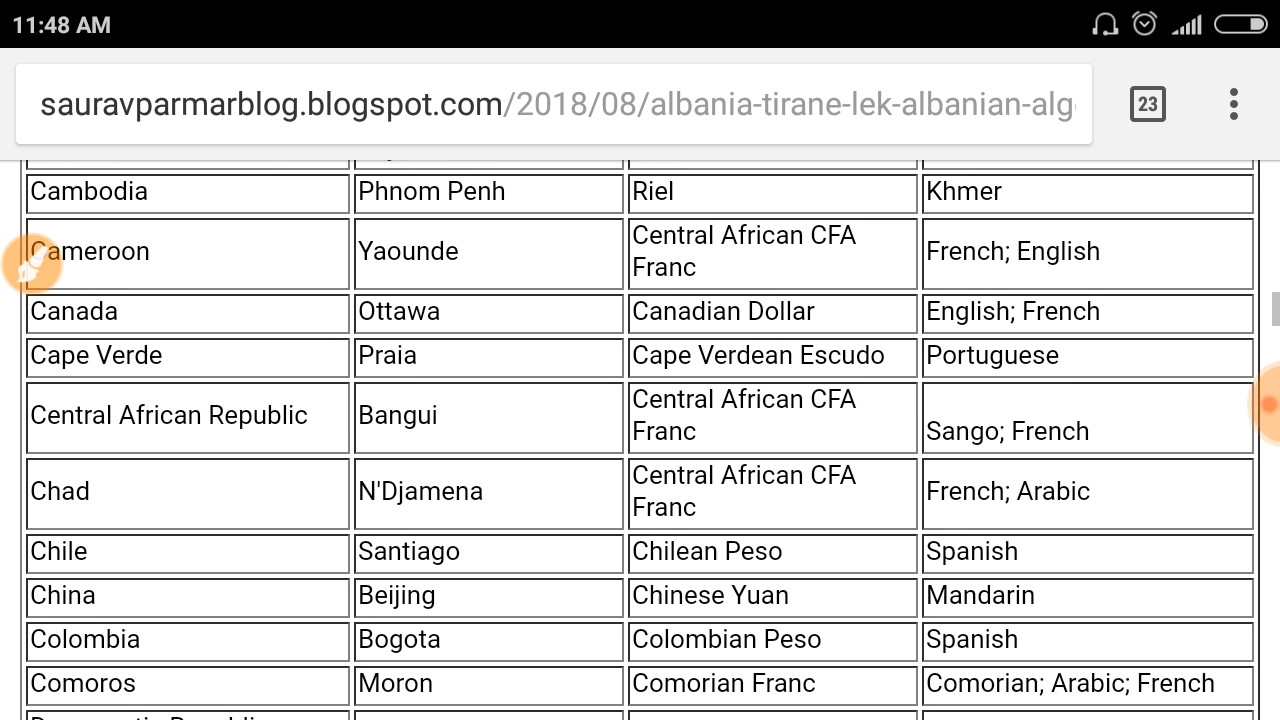 11:48 AM
sauravparmarblog.blogspot.com/2018/08/albania-tirane-lek-albanian-alg
23
Cambodia Phnom Penh Riel Khmer
Cameroon Yaounde Central African CFA Franc French; English
Canada Ottawa Canadian Dollar English; French
Cape Verde Praia Cape Verdean Escudo Portuguese
Central African Republic Bangui Central African CFA Franc Sango; French
Chad N'Djamena Central African CFA Franc French; Arabic
Chile Santiago Chilean Peso Spanish
China Beijing Chinese Yuan Mandarin
Colombia Bogota Colombian Peso Spanish
Comoros Moron Comorian Franc Comorian; Arabic; French